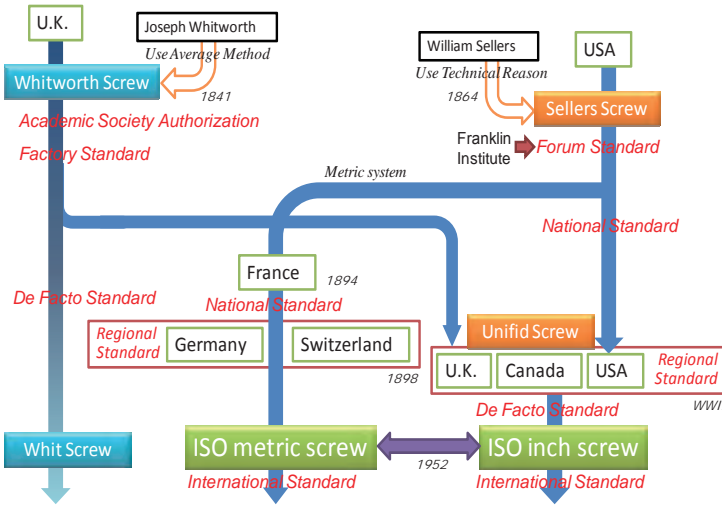 U.K.
Joseph Whitworth
Use Average Method
William Sellers
Use Technical Reason
USA
Whitworth Screw
1841
1864
Sellers Screw
Academic Society Authorization
Factory Standard
Franklin
Institute
Forum Standard
Metric system
National Standard
France
1894
De Facto Standard
National Standard
Regional
Standard
Germany
Switzerland
1898
Unifid Screw
U.K.
Canada
USA
Regional
Standard
WWI
De Facto Standard
Whit Screw
ISO metric screw
1952
ISO inch screw
International Standard
International Standard